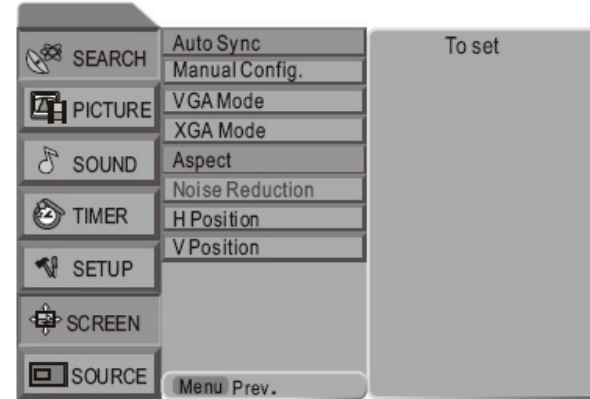 SEARCH
PICTURE
SOUND
TIMER
SETUP
SCREEN
SOURCE
Auto Sync
Manual Config.
VGA Mode
XGA Mode
Aspect
Noise Reduction
H Position
V Position
Menu Prev.
To set